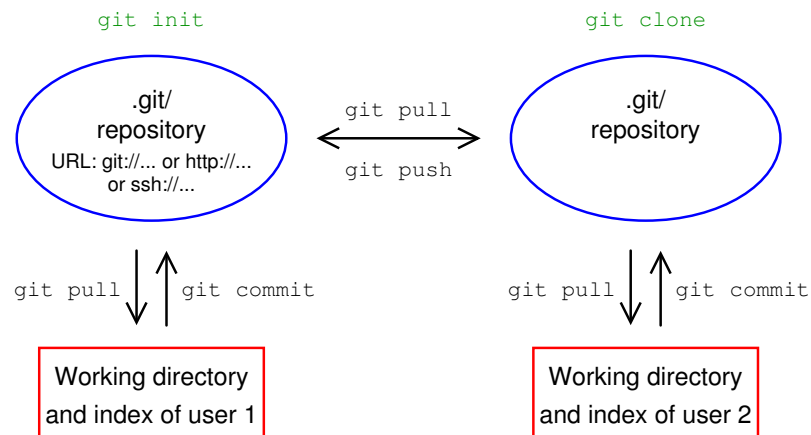 git init
git clone
.git/
repository
URL: git://... or http://...
or ssh://...
git pull
git push
.git/
repository
git pull
git commit
git pull
git commit
Working directory
and index of user 1
Working directory
and index of user 2